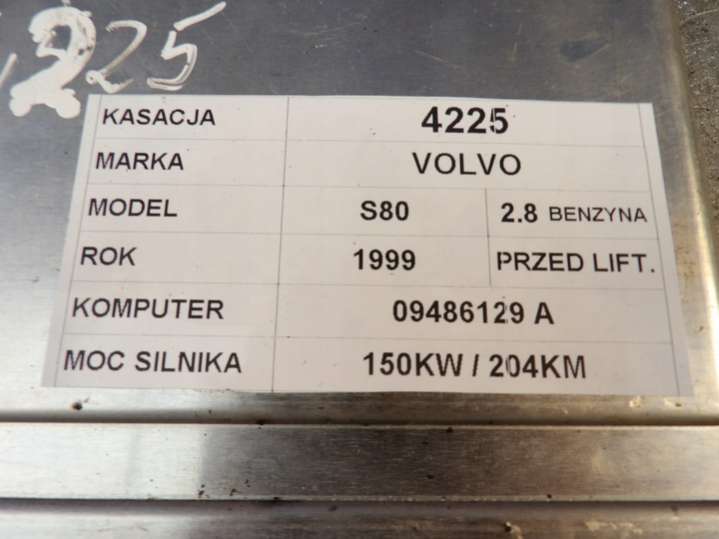 4225
KASACJA 4225
MARKA VOLVO
MODEL S80 2.8 BENZYNA
ROK 1999 PRZED LIFT.
KOMPUTER 09486129 A
MOC SILNIKA 150KW / 204KM